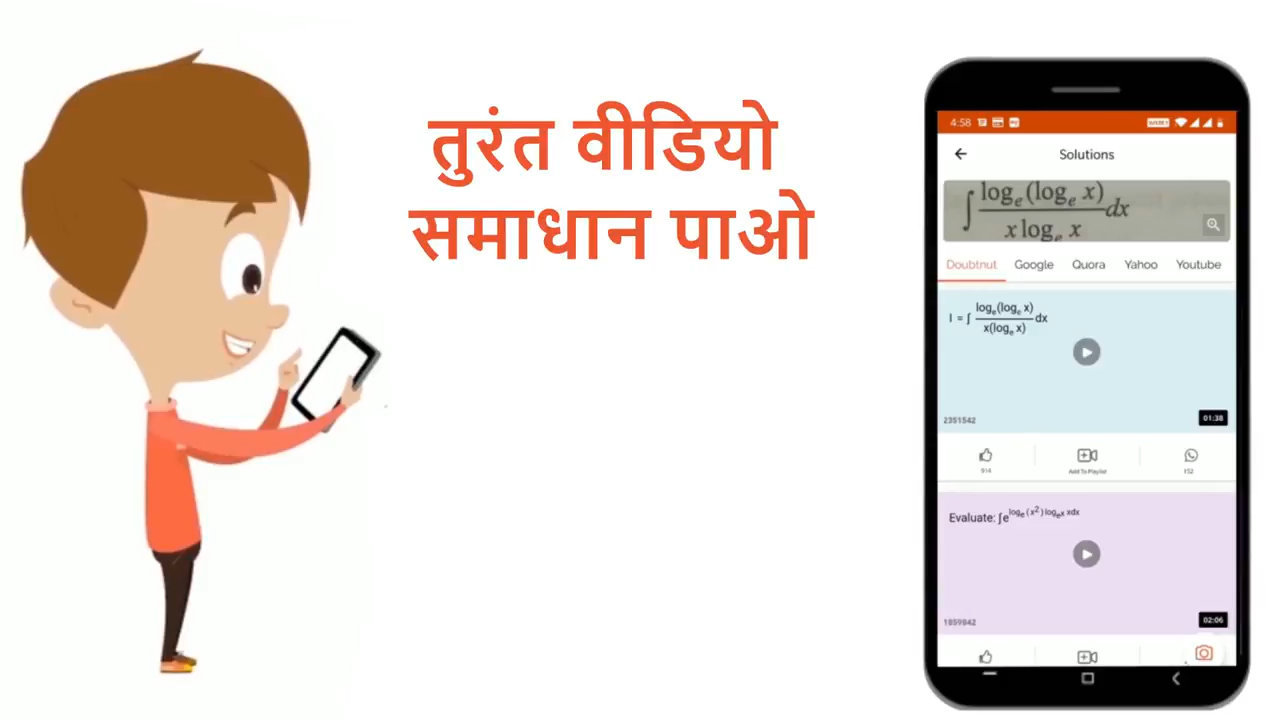 तुरंत वीडियो
समाधान पाओ
4:58
Solutions
∫ logₑ(logₑ x) / x logₑ x dx
Doubtnut Google Quora Yahoo Youtube
I = ∫ logₑ(logₑ x) / x(logₑ x) dx
2351542 01:38
914 Add To Playlist 152
Evaluate: ∫e^logₑ(x²)logₑx xdx
1859842 02:06